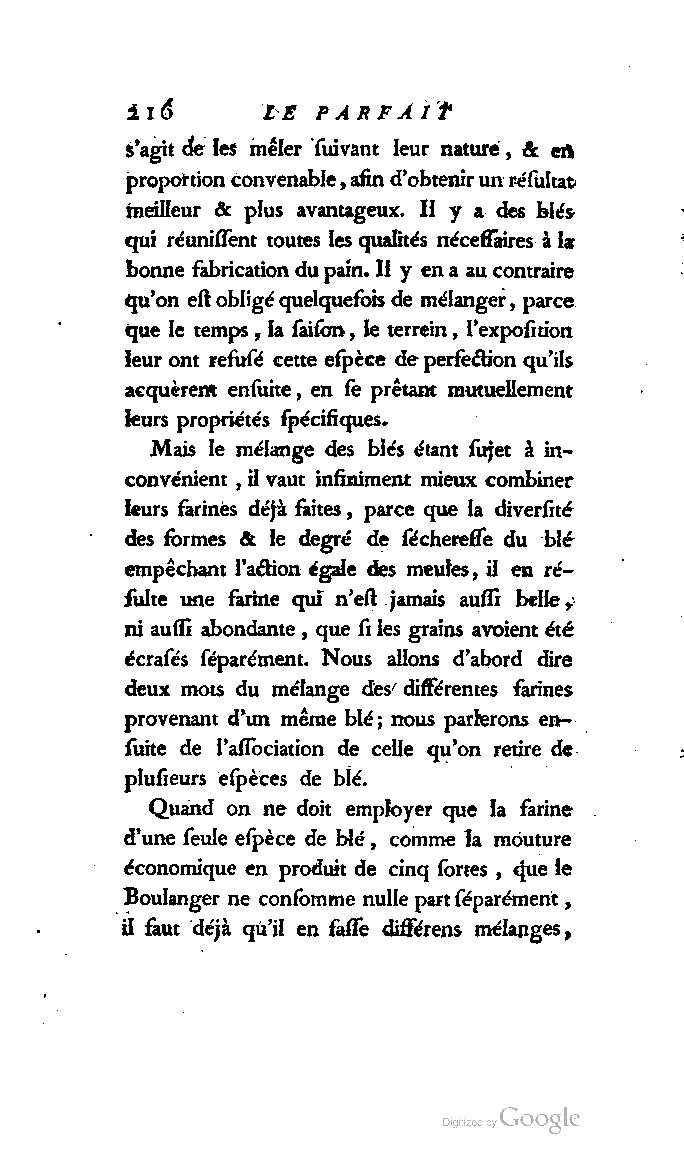 216 LE PARFAIT
s'agit de les mêler ſuivant leur nature, & en
proportion convenable, afin d'obtenir un réſultat
meilleur & plus avantageux. Il y a des blés
qui réuniſſent toutes les qualités néceſſaires à la
bonne fabrication du pain. Il y en a au contraire
qu'on eſt obligé quelquefois de mélanger, parce
que le temps, la ſaiſon, le terrein, l'expoſition
leur ont refuſé cette eſpèce de perfection qu'ils
acquèrent enſuite, en ſe prêtant mutuellement
leurs propriétés ſpécifiques.
Mais le mélange des blés étant ſujet à in-
convénient, il vaut infiniment mieux combiner
leurs farines déjà faites, parce que la diverſité
des formes & le degré de ſéchereſſe du blé
empêchant l'action égale des meules, il en ré-
ſulte une farine qui n'eſt jamais auſſi belle,
ni auſſi abondante, que ſi les grains avoient été
écraſés ſéparément. Nous allons d'abord dire
deux mots du mélange des différentes farines
provenant d'un même blé; nous parlerons en-
ſuite de l'aſſociation de celle qu'on retire de
pluſieurs eſpèces de blé.
Quand on ne doit employer que la farine
d'une ſeule eſpèce de blé, comme la mouture
économique en produit de cinq ſortes, que le
Boulanger ne conſomme nulle part ſéparément,
il faut déjà qu'il en faſſe différens mélanges,
Digitized by Google